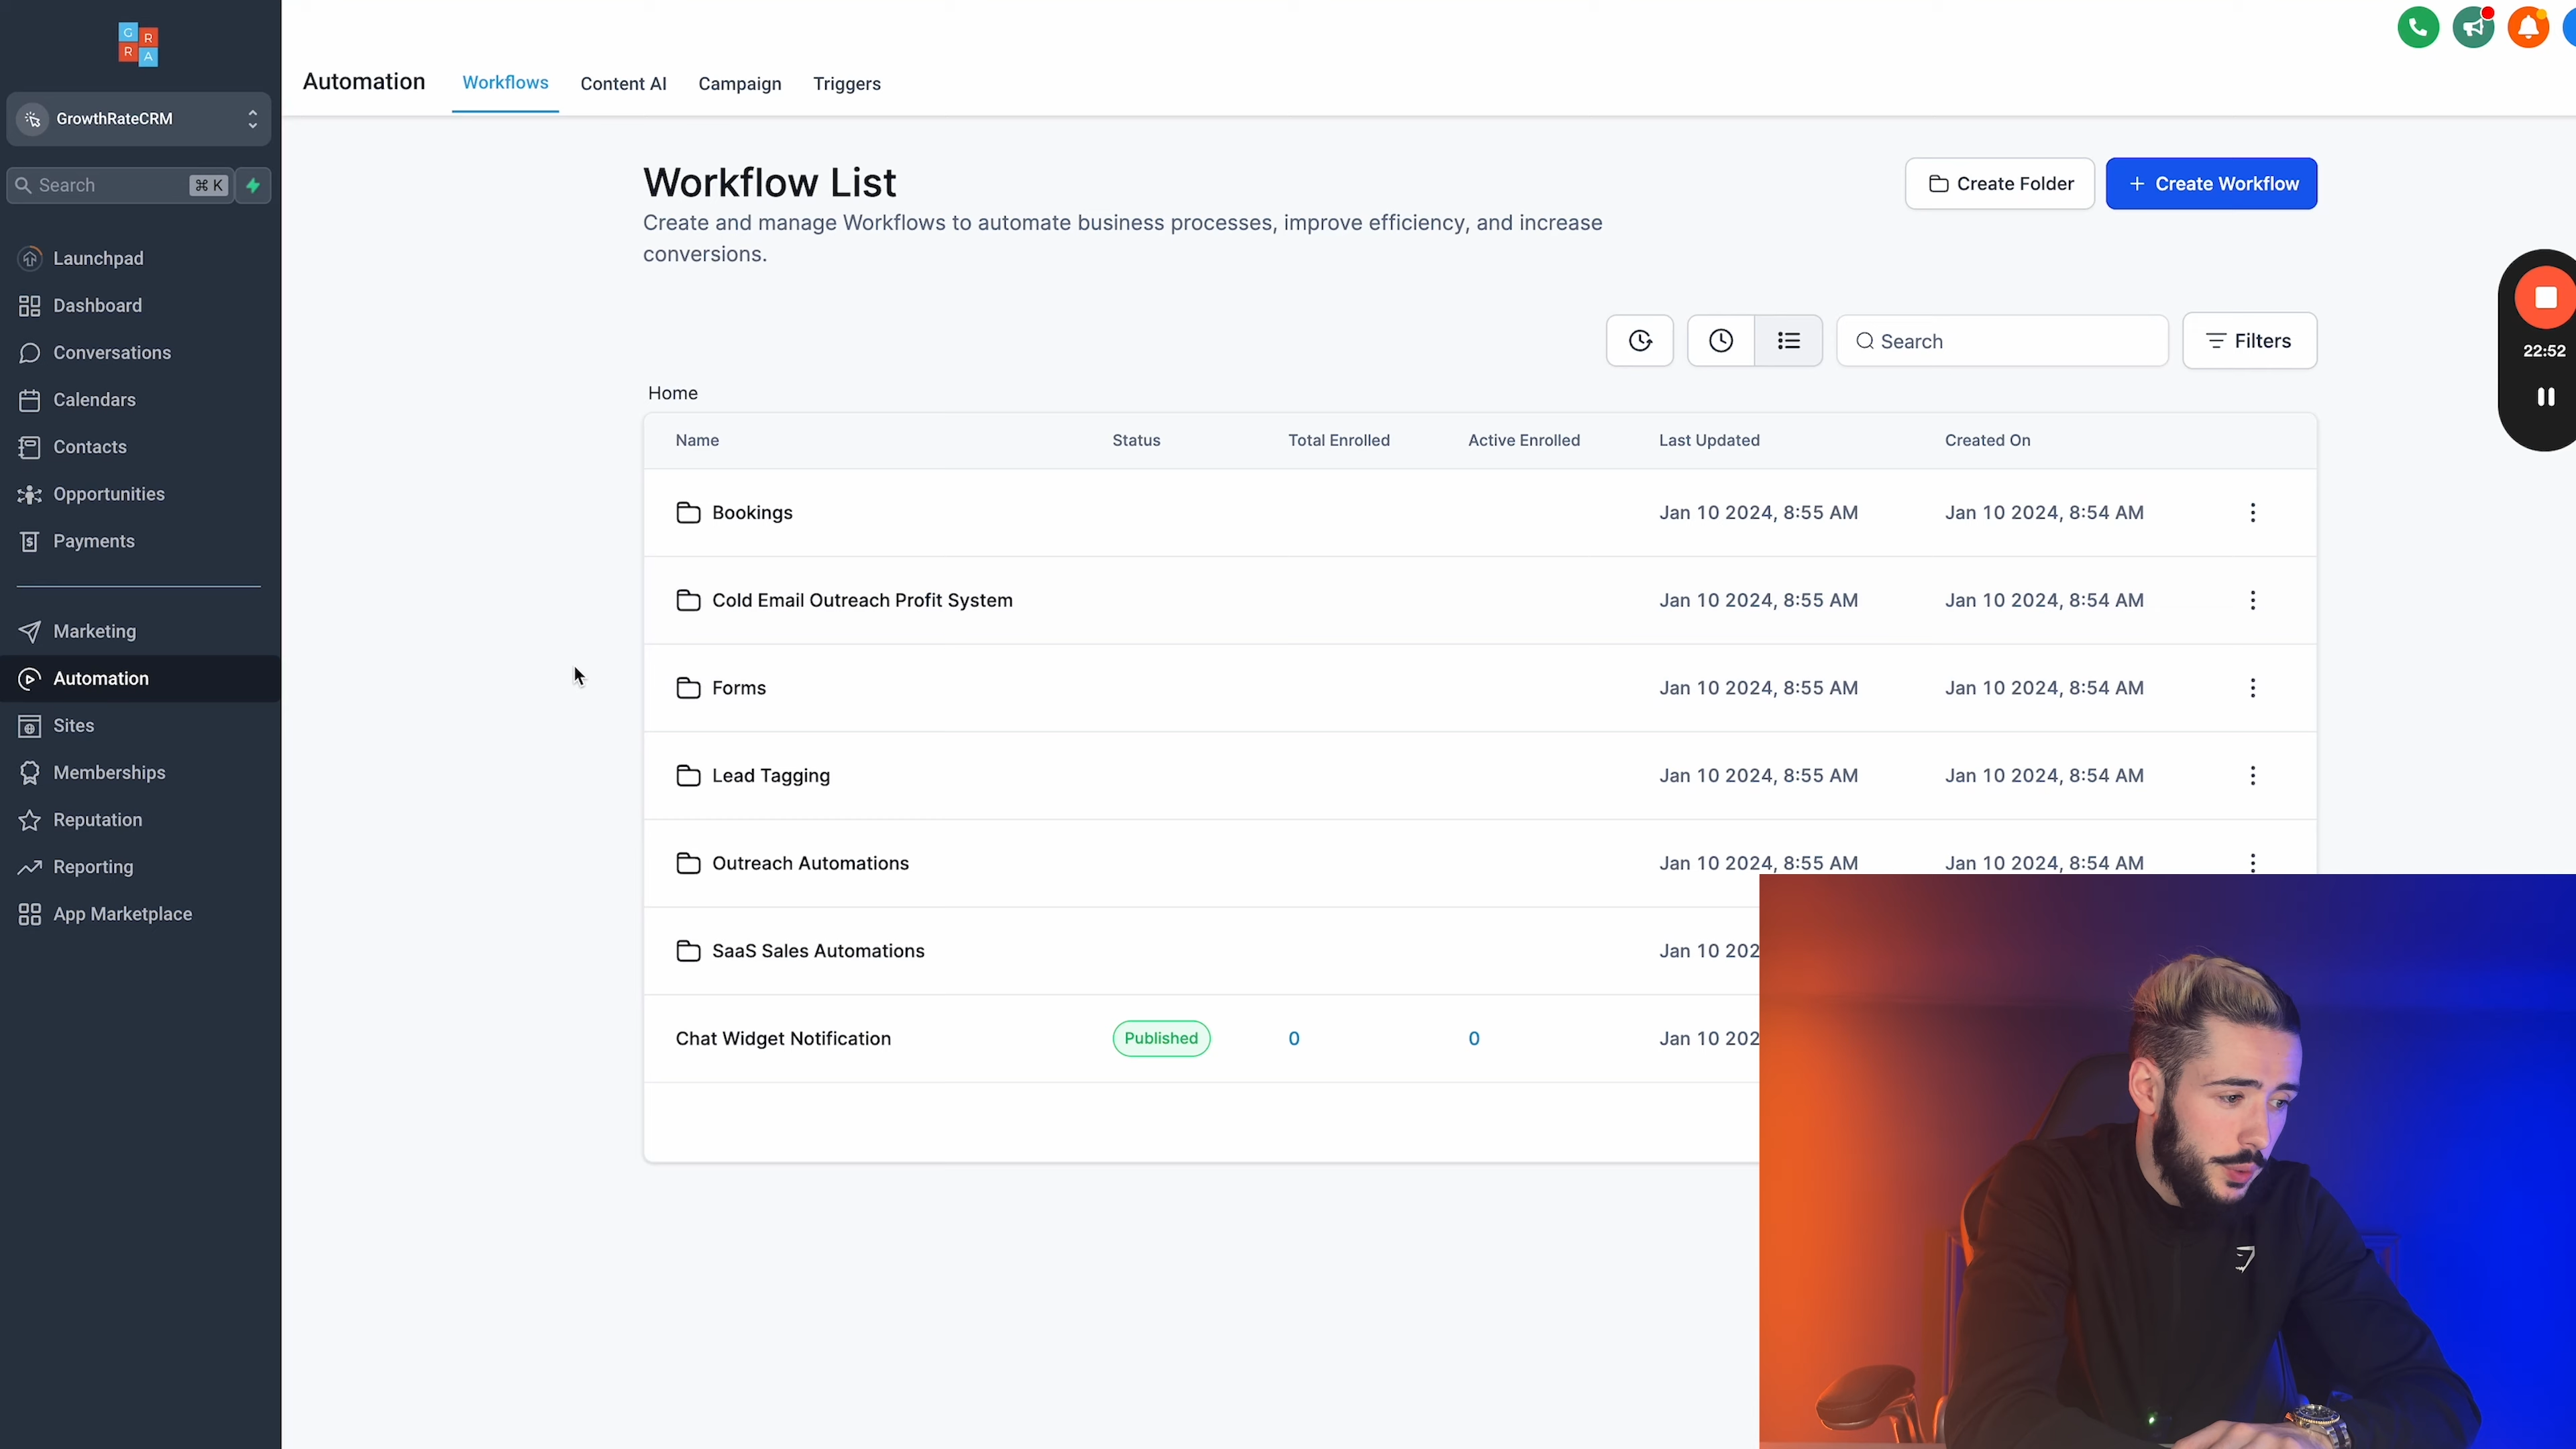 G R
R A
GrowthRateCRM
Search ⌘ K
Launchpad
Dashboard
Conversations
Calendars
Contacts
Opportunities
Payments
Marketing
Automation
Sites
Memberships
Reputation
Reporting
App Marketplace
Automation Workflows Content AI Campaign Triggers
Workflow List
Create and manage Workflows to automate business processes, improve efficiency, and increase
conversions.
Create Folder
+ Create Workflow
Search
Filters
22:52
Home
Name Status Total Enrolled Active Enrolled Last Updated Created On
Bookings Jan 10 2024, 8:55 AM Jan 10 2024, 8:54 AM
Cold Email Outreach Profit System Jan 10 2024, 8:55 AM Jan 10 2024, 8:54 AM
Forms Jan 10 2024, 8:55 AM Jan 10 2024, 8:54 AM
Lead Tagging Jan 10 2024, 8:55 AM Jan 10 2024, 8:54 AM
Outreach Automations Jan 10 2024, 8:55 AM Jan 10 2024, 8:54 AM
SaaS Sales Automations Jan 10 202
Chat Widget Notification Published 0 0 Jan 10 202